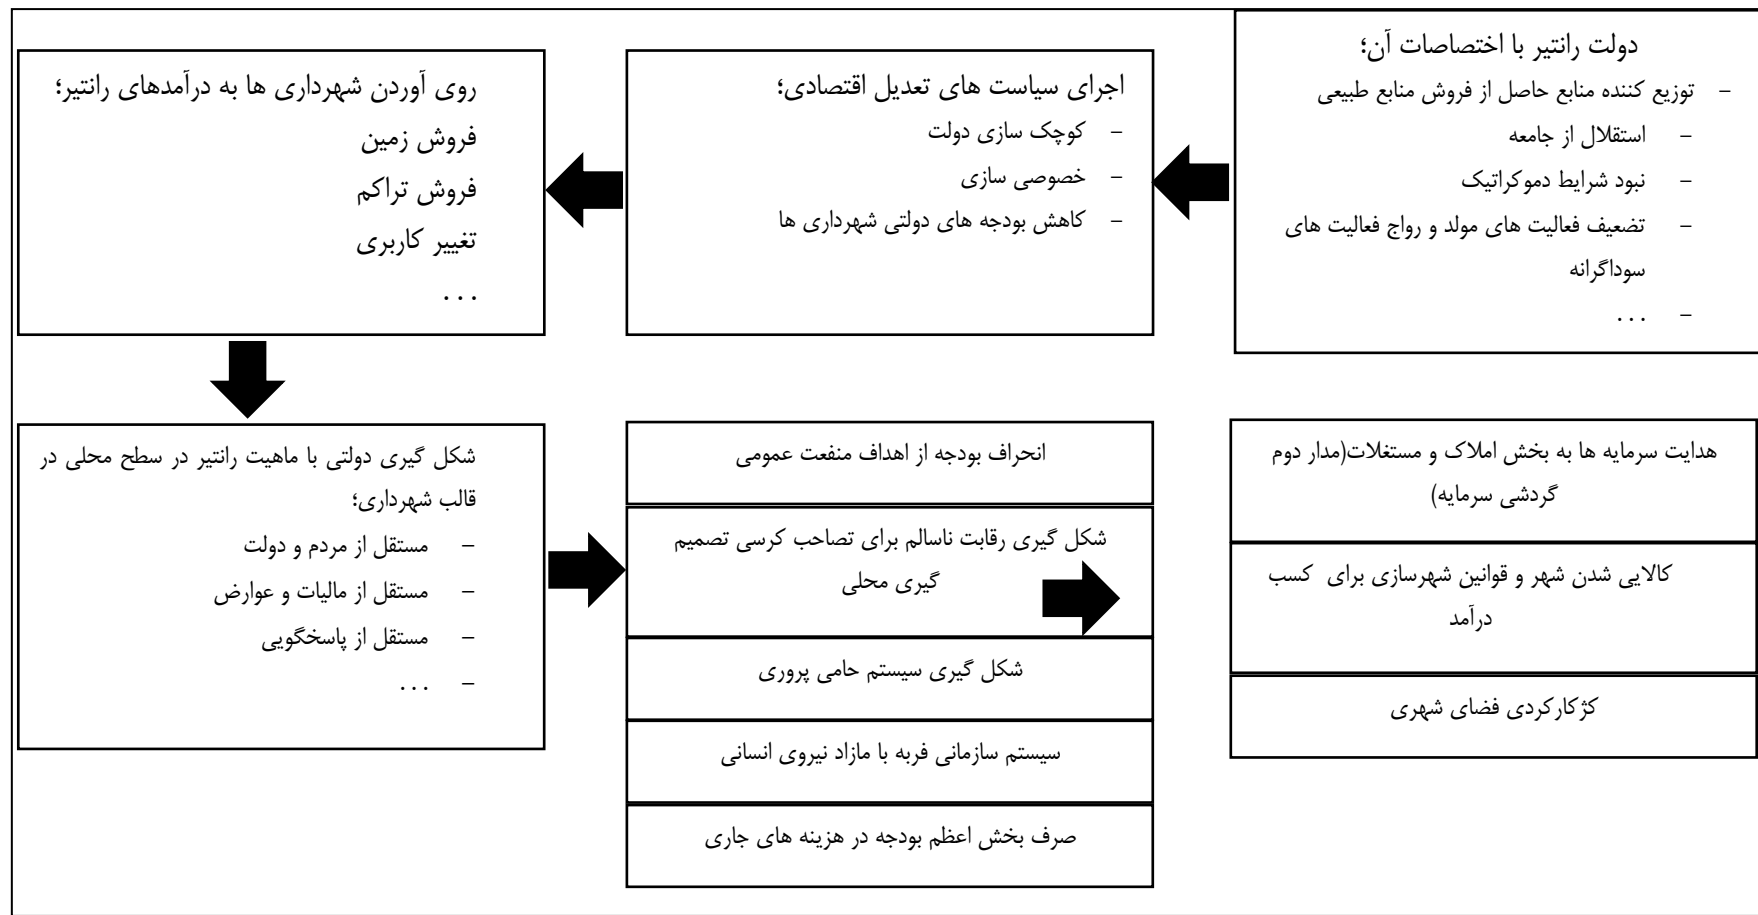 دولت رانتیر با اختصاصات آن؛
- توزیع کننده منابع حاصل از فروش منابع طبیعی
- استقلال از جامعه
- نبود شرایط دموکراتیک
- تضعیف فعالیت های مولد و رواج فعالیت های
سوداگرانه
- ...
اجرای سیاست های تعدیل اقتصادی؛
- کوچک سازی دولت
- خصوصی سازی
- کاهش بودجه های دولتی شهرداری ها
روی آوردن شهرداری ها به درآمدهای رانتیر؛
فروش زمین
فروش تراکم
تغییر کاربری
...
شکل گیری دولتی با ماهیت رانتیر در سطح محلی در
قالب شهرداری؛
- مستقل از مردم و دولت
- مستقل از مالیات و عوارض
- مستقل از پاسخگویی
- ...
انحراف بودجه از اهداف منفعت عمومی
شکل گیری رقابت ناسالم برای تصاحب کرسی تصمیم
گیری محلی
شکل گیری سیستم حامی پروری
سیستم سازمانی فربه با مازاد نیروی انسانی
صرف بخش اعظم بودجه در هزینه های جاری
هدایت سرمایه ها به بخش املاک و مستغلات(مدار دوم
گردشی سرمایه)
کالایی شدن شهر و قوانین شهرسازی برای کسب
درآمد
کژکارکردی فضای شهری